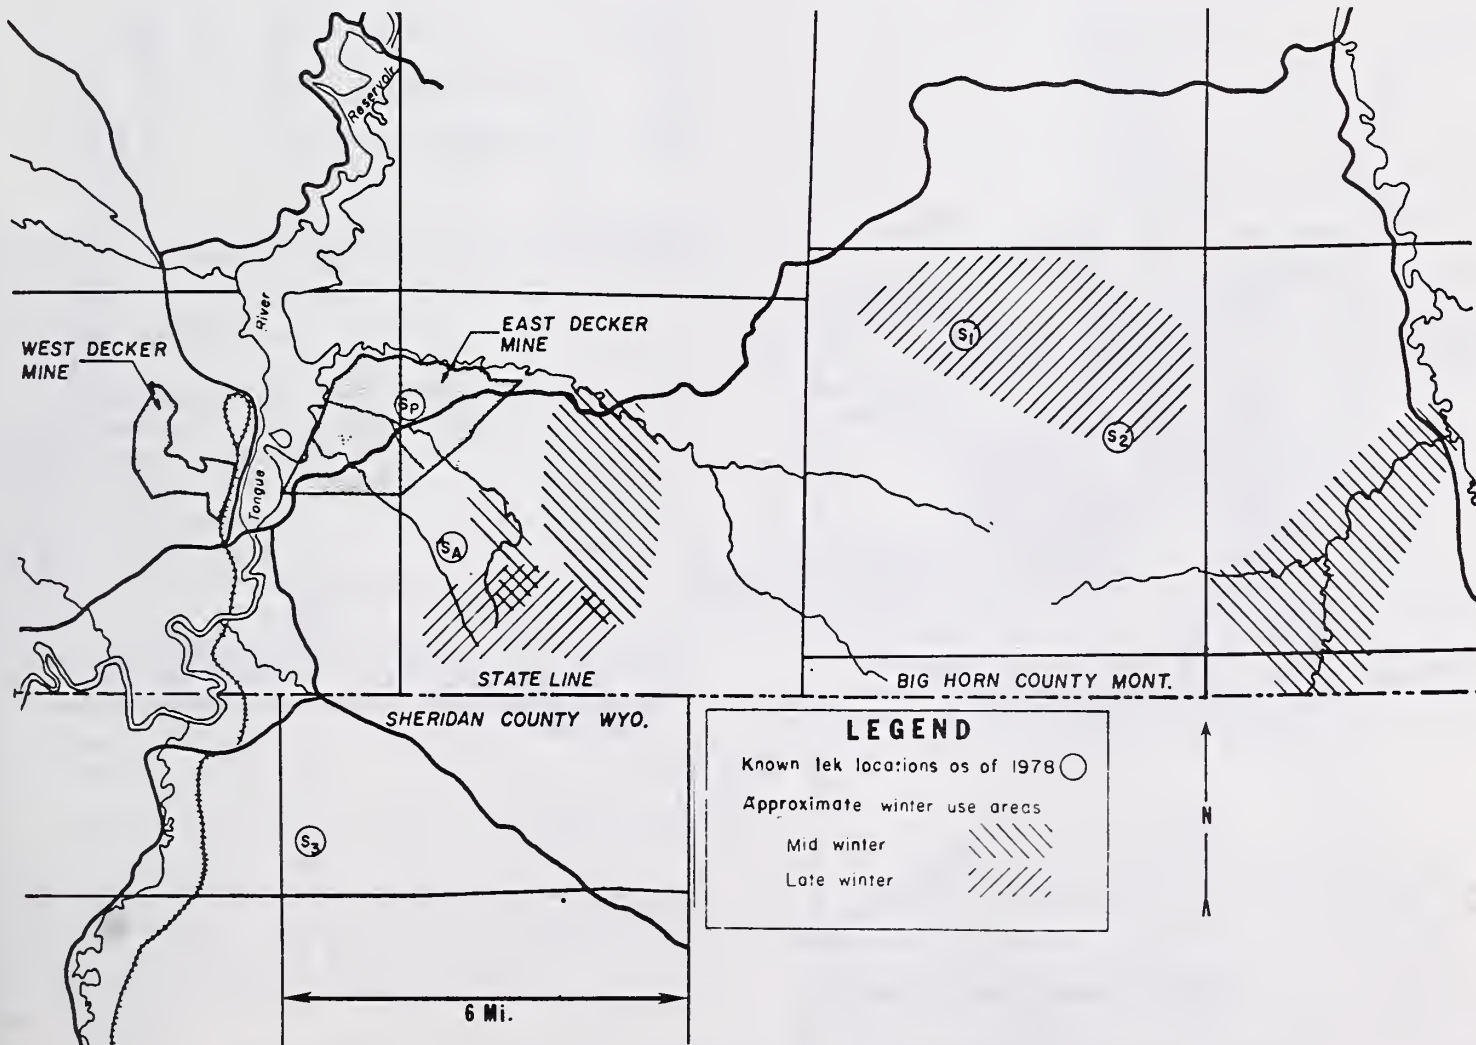 Reservoir
River
EAST DECKER
MINE
WEST DECKER
MINE
S1
SP
S2
Tongue
SA
STATE LINE
BIG HORN COUNTY MONT.
SHERIDAN COUNTY WYO.
LEGEND
Known lek locations as of 1978
Approximate winter use areas
Mid winter
Late winter
N
S3
6 Mi.